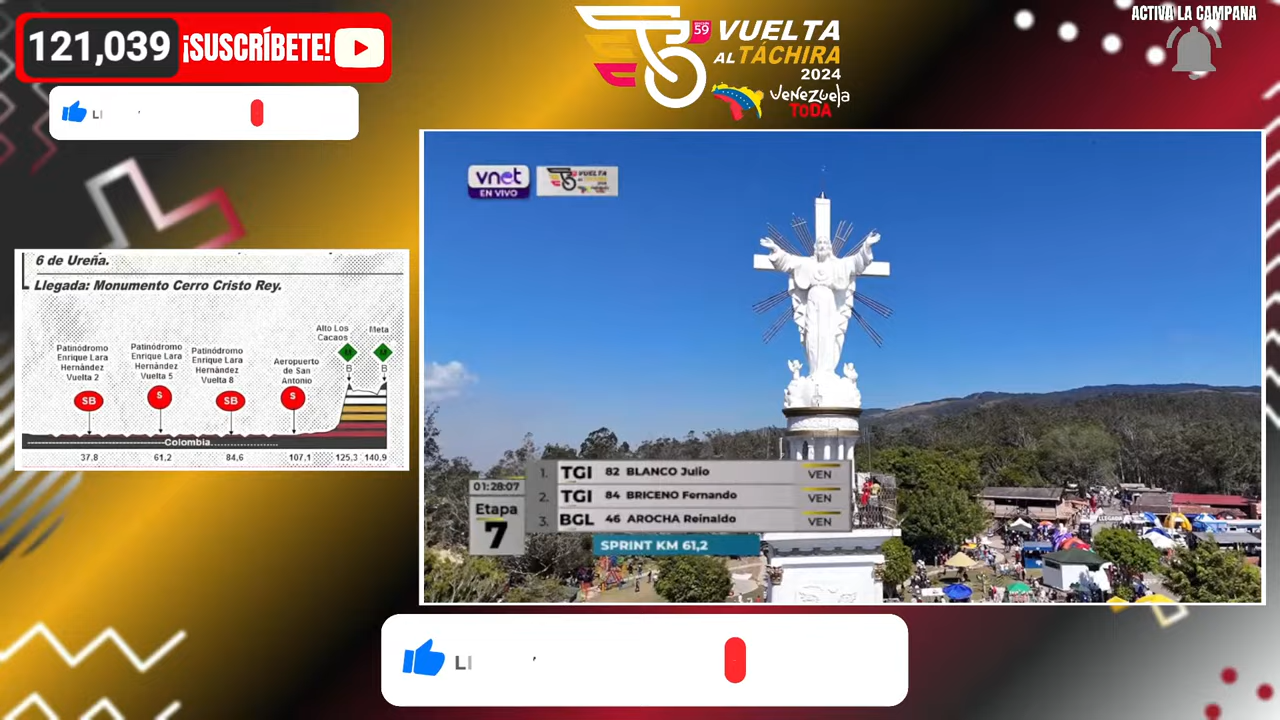 121,039 ¡SUSCRÍBETE!
LI
59
VUELTA
AL TÁCHIRA
2024
Venezuela
TODA
ACTIVA LA CAMPANA
vnet
EN VIVO
VUELTA
6 de Ureña.
Llegada: Monumento Cerro Cristo Rey.
Patinódromo
Enrique Lara
Hernández
Vuelta 2
Patinódromo
Enrique Lara
Hernández
Vuelta 5
Patinódromo
Enrique Lara
Hernández
Vuelta 8
Aeropuerto
de San
Antonio
Alto Los
Cacaos
Meta
SB
S
SB
S
B
B
Colombia
37,8 61,2 84,6 107,1 125,3 140,9
01:28:07
Etapa
7
1. TGI 82 BLANCO Julio VEN
2. TGI 84 BRICENO Fernando VEN
3. BGL 46 AROCHA Reinaldo VEN
SPRINT KM 61,2
LI